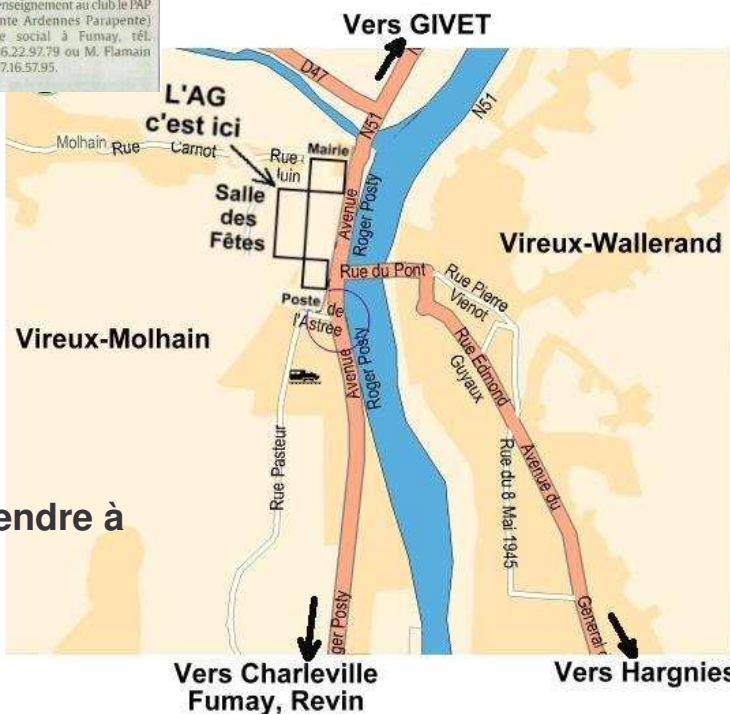 enseignement au club le PAP
nte Ardennes Parapente)
e social à Fumay, tél.
6.22.97.79 ou M. Flamain
7.16.57.95.
Vers GIVET
D47
N51
N51
L'AG
c'est ici
Molhain Rue Carnot
Rue
Juin
Mairie
Salle
des
Fêtes
Avenue
Roger Posty
Vireux-Wallerand
Rue du Pont
Rue Pierre
Vienot
Poste
de
l'Astrée
Vireux-Molhain
Avenue
Roger Posty
Rue Edmond
Guyaux
Rue Pasteur
Rue du 8 Mai 1945
Avenue du
General
endre à
ger Posty
Vers Charleville
Fumay, Revin
Vers Hargnies